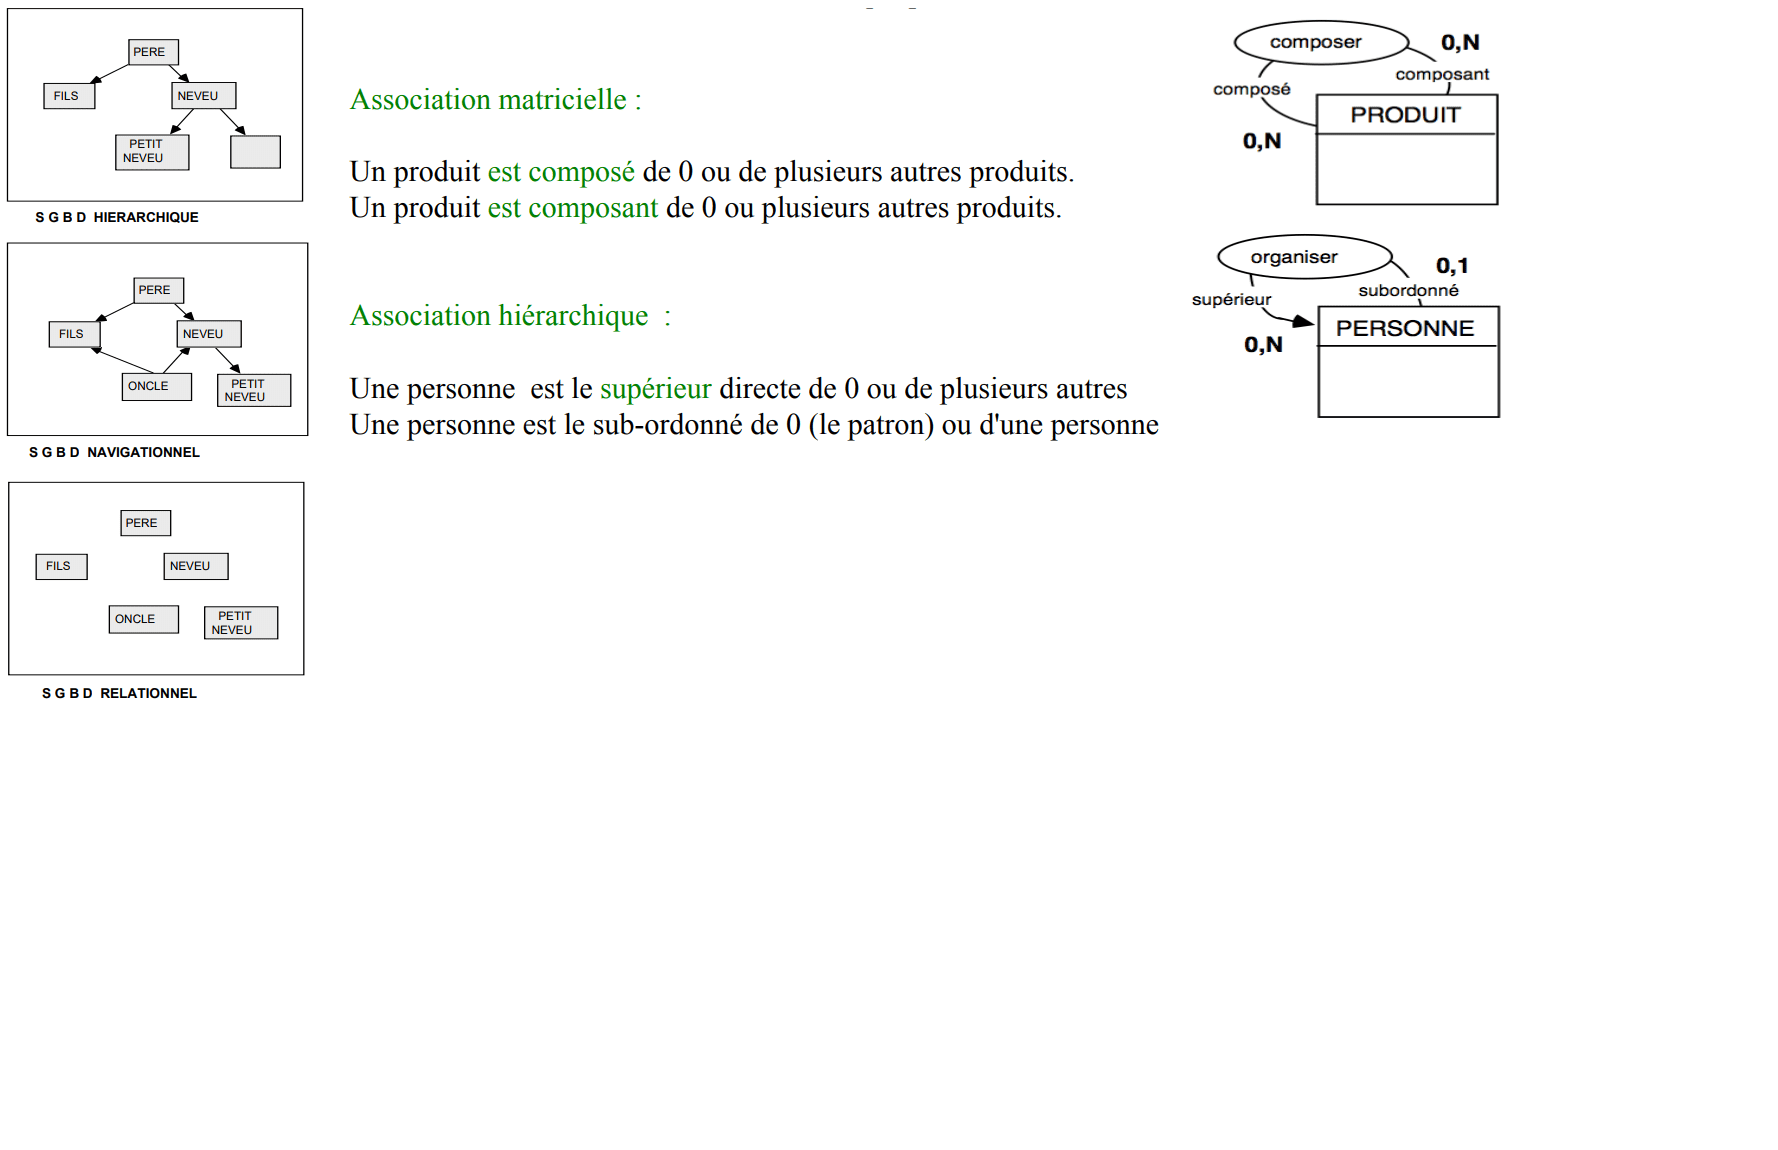 PERE
FILS
NEVEU
PETIT
NEVEU
S G B D HIERARCHIQUE
PERE
FILS
NEVEU
ONCLE
PETIT
NEVEU
S G B D NAVIGATIONNEL
PERE
FILS
NEVEU
ONCLE
PETIT
NEVEU
S G B D RELATIONNEL
Association matricielle :
Un produit est composé de 0 ou de plusieurs autres produits.
Un produit est composant de 0 ou plusieurs autres produits.
Association hiérarchique :
Une personne est le supérieur directe de 0 ou de plusieurs autres
Une personne est le sub-ordonné de 0 (le patron) ou d'une personne
composer
0,N
composant
composé
PRODUIT
0,N
organiser
0,1
subordonné
supérieur
PERSONNE
0,N